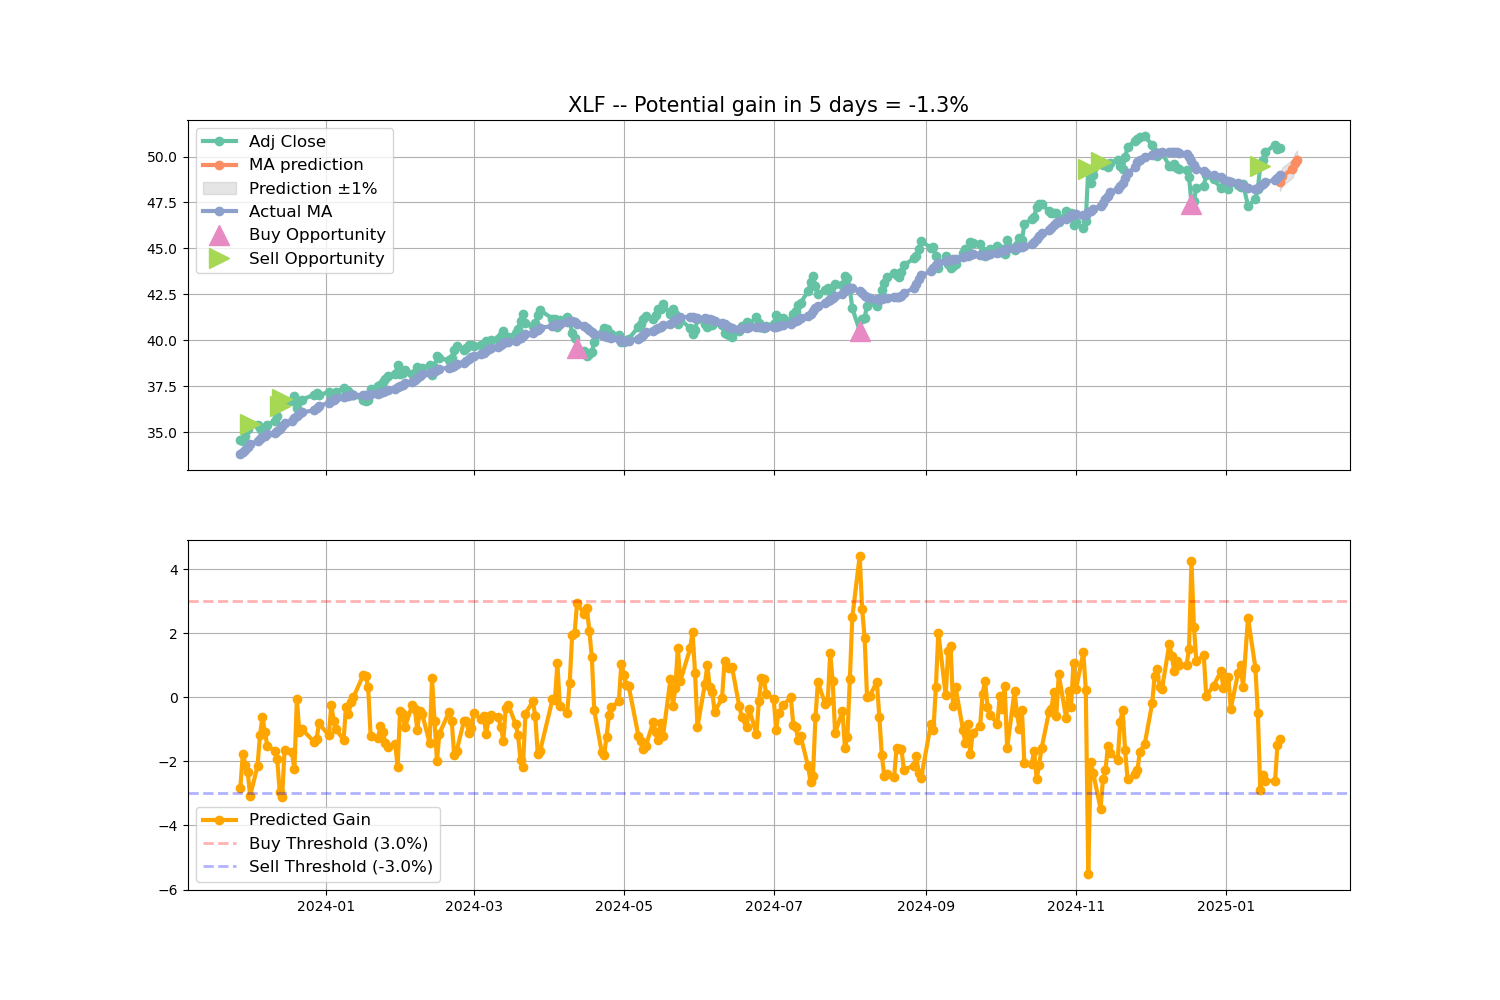 XLF -- Potential gain in 5 days = -1.3%
Adj Close
MA prediction
Prediction ±1%
Actual MA
Buy Opportunity
Sell Opportunity
50.0
47.5
45.0
42.5
40.0
37.5
35.0
4
2
0
−2
−4
−6
Predicted Gain
Buy Threshold (3.0%)
Sell Threshold (-3.0%)
2024-01 2024-03 2024-05 2024-07 2024-09 2024-11 2025-01